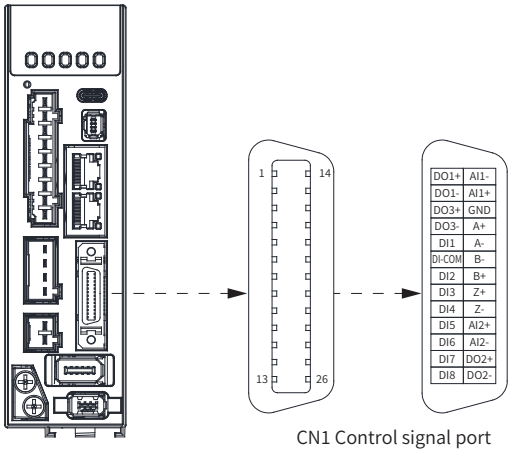 1 14
13 26
DO1+ AI1-
DO1- AI1+
DO3+ GND
DO3- A+
DI1 A-
DI-COM B-
DI2 B+
DI3 Z+
DI4 Z-
DI5 AI2+
DI6 AI2-
DI7 DO2+
DI8 DO2-
CN1 Control signal port